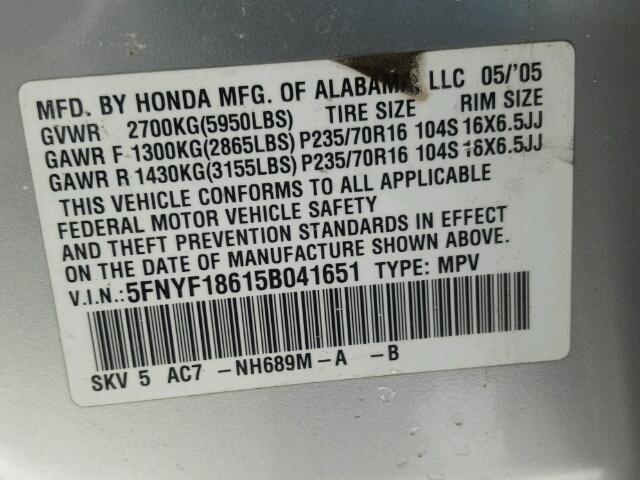 MFD. BY HONDA MFG. OF ALABAMA, LLC 05/'05
GVWR 2700KG(5950LBS) TIRE SIZE RIM SIZE
GAWR F 1300KG(2865LBS) P235/70R16 104S 16X6.5JJ
GAWR R 1430KG(3155LBS) P235/70R16 104S 16X6.5JJ
THIS VEHICLE CONFORMS TO ALL APPLICABLE
FEDERAL MOTOR VEHICLE SAFETY
AND THEFT PREVENTION STANDARDS IN EFFECT
ON THE DATE OF MANUFACTURE SHOWN ABOVE.
V.I.N.:5FNYF18615B041651 TYPE: MPV
SKV 5 AC7 -NH689M-A -B